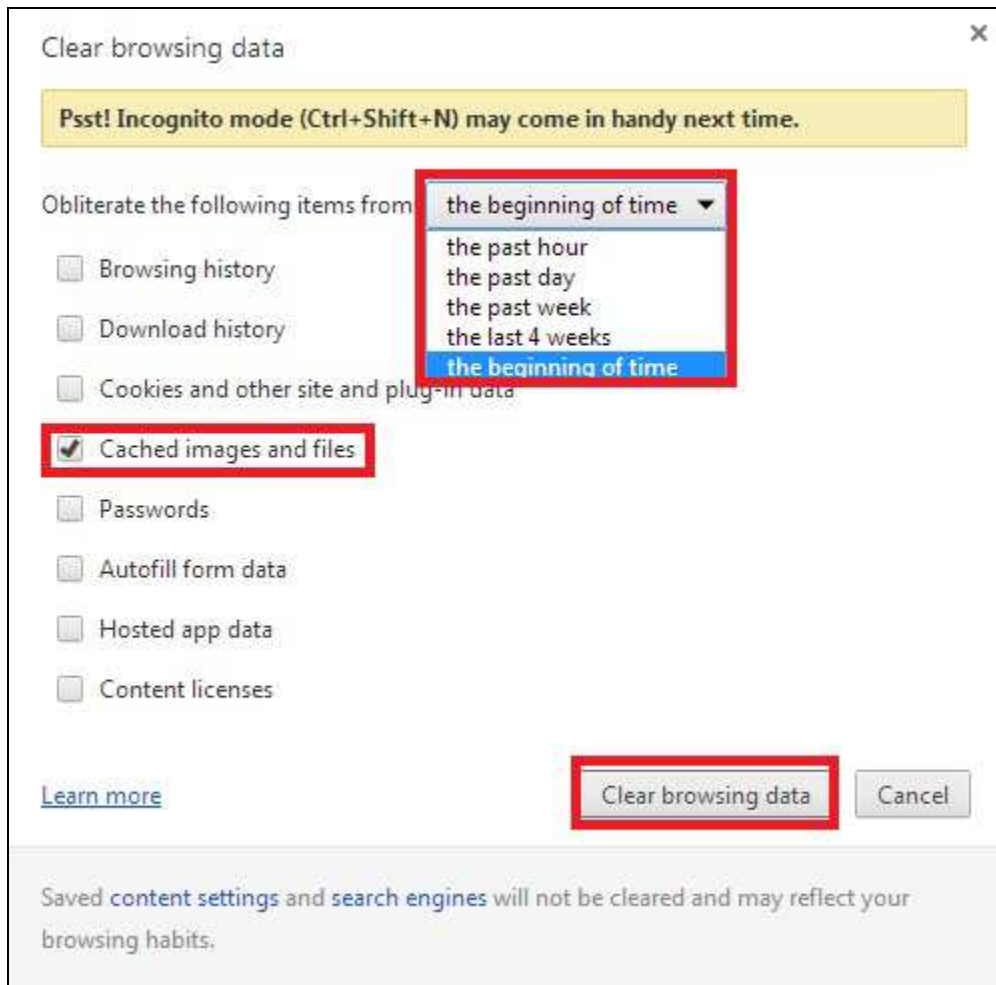 Clear browsing data
Psst! Incognito mode (Ctrl+Shift+N) may come in handy next time.
Obliterate the following items from the beginning of time
the past hour
the past day
the past week
the last 4 weeks
the beginning of time
Browsing history
Download history
Cookies and other site and plug-in data
Cached images and files
Passwords
Autofill form data
Hosted app data
Content licenses
Learn more
Clear browsing data
Cancel
Saved content settings and search engines will not be cleared and may reflect your
browsing habits.